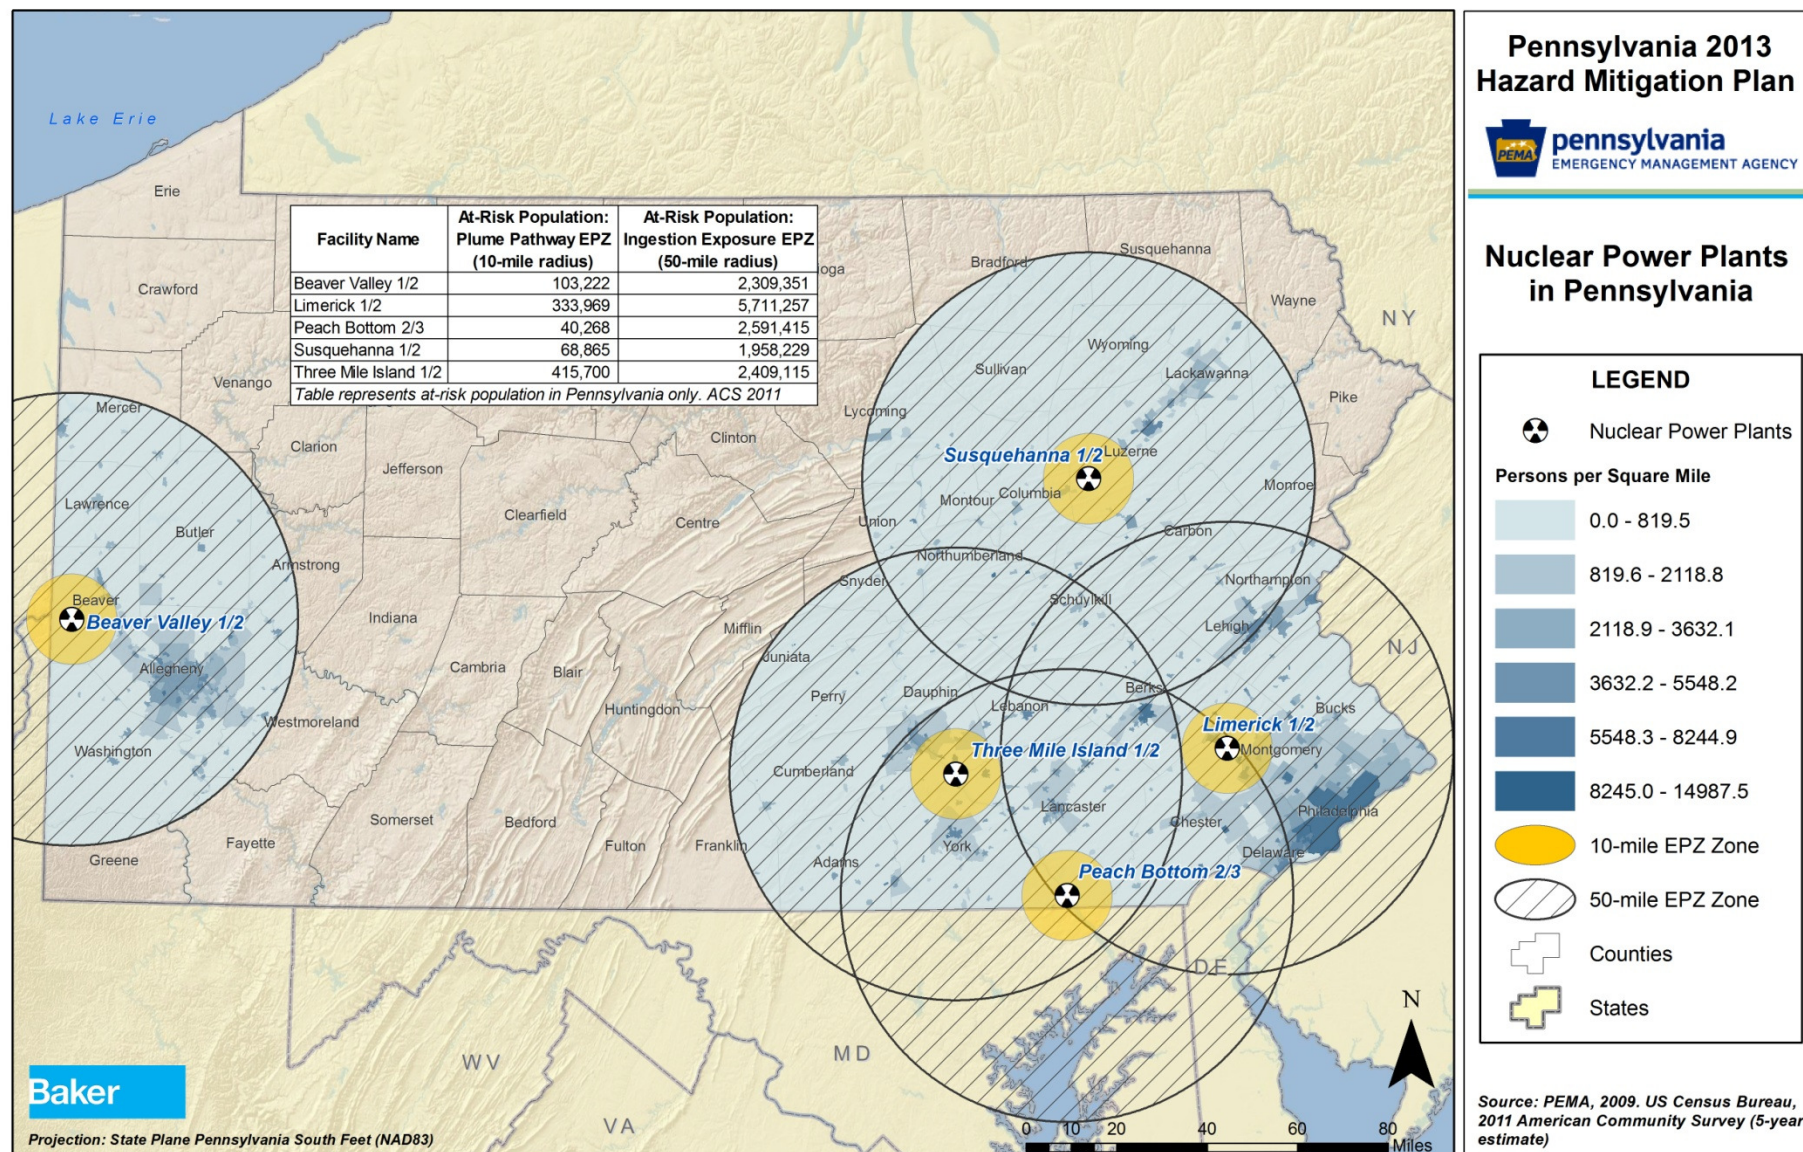 Pennsylvania 2013
Hazard Mitigation Plan
PEMA
pennsylvania
EMERGENCY MANAGEMENT AGENCY
Nuclear Power Plants
in Pennsylvania
LEGEND
Nuclear Power Plants
Persons per Square Mile
0.0 - 819.5
819.6 - 2118.8
2118.9 - 3632.1
3632.2 - 5548.2
5548.3 - 8244.9
8245.0 - 14987.5
10-mile EPZ Zone
50-mile EPZ Zone
Counties
States
Source: PEMA, 2009. US Census Bureau,
2011 American Community Survey (5-year
estimate)
Lake Erie
Facility Name At-Risk Population: Plume Pathway EPZ (10-mile radius) At-Risk Population: Ingestion Exposure EPZ (50-mile radius)
Beaver Valley 1/2 103,222 2,309,351
Limerick 1/2 333,969 5,711,257
Peach Bottom 2/3 40,268 2,591,415
Susquehanna 1/2 68,865 1,958,229
Three Mile Island 1/2 415,700 2,409,115
Table represents at-risk population in Pennsylvania only. ACS 2011
Erie
Crawford
oga
Bradford
Susquehanna
Wayne
NY
Wyoming
Sullivan
Lackawanna
Venango
Mercer
Pike
Lycoming
Clinton
Clarion
Jefferson
Luzerne
Susquehanna 1/2
Columbia
Montour
Monroe
Lawrence
Clearfield
Centre
Union
Butler
Carbon
Armstrong
Northumberland
Snyder
Northampton
Beaver
Beaver Valley 1/2
Schuylkill
Indiana
Mifflin
Lehigh
NJ
Juniata
Allegheny
Cambria
Blair
Perry
Dauphin
Berks
Lebanon
Huntingdon
Bucks
Westmoreland
Limerick 1/2
Washington
Three Mile Island 1/2
Montgomery
Cumberland
Lancaster
Philadelphia
Somerset
Bedford
Chester
Fayette
Fulton
Franklin
York
Greene
Adams
Delaware
Peach Bottom 2/3
DE
N
WV
MD
VA
Baker
Projection: State Plane Pennsylvania South Feet (NAD83)
0 10 20 40 60 80
Miles